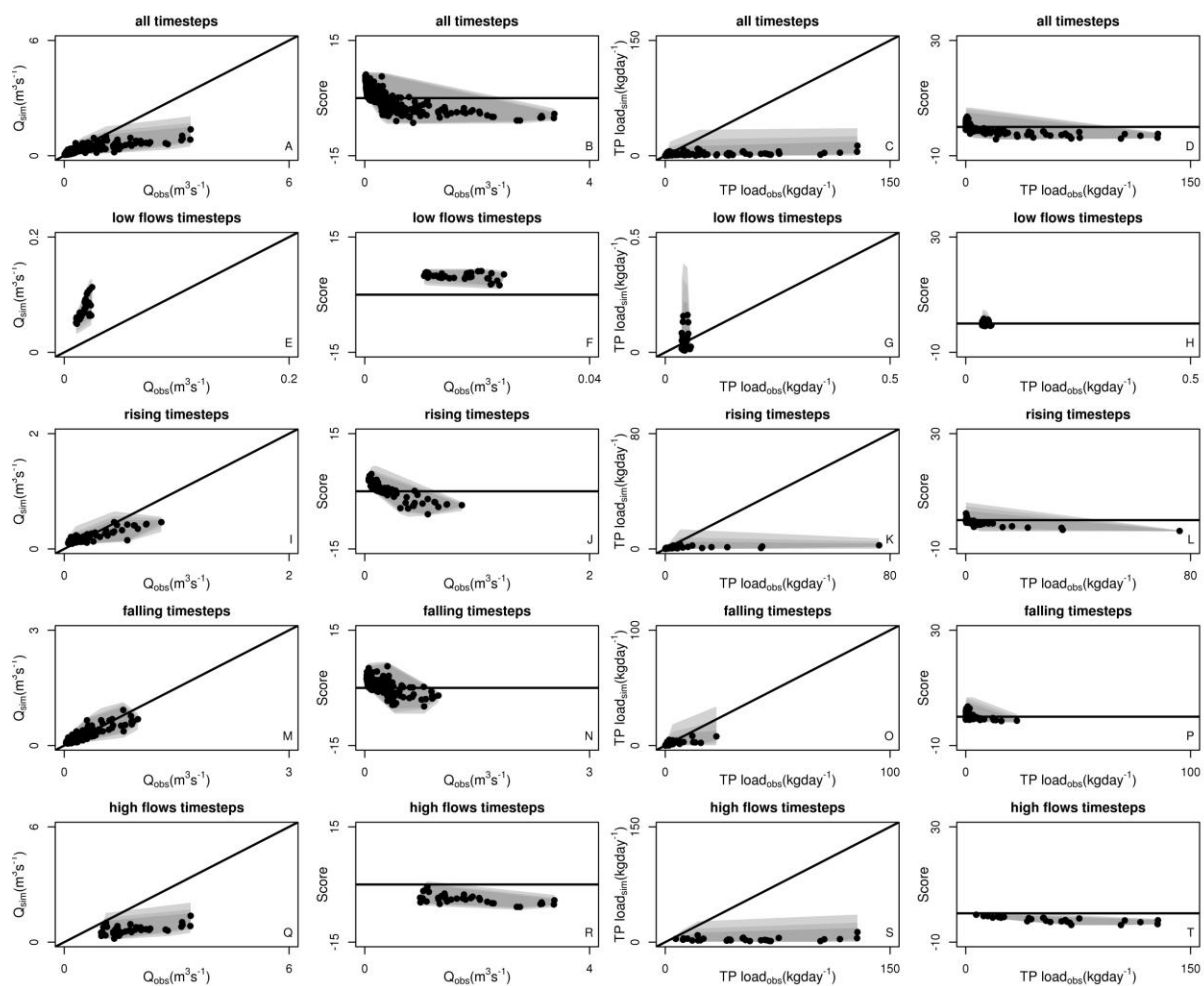 all timesteps
Qsim(m³s⁻¹)
6
0
A
0
6
Qobs(m³s⁻¹)
all timesteps
Score
15
-15
B
0
4
Qobs(m³s⁻¹)
all timesteps
TP loadsim(kgday⁻¹)
150
0
C
0
150
TP loadobs(kgday⁻¹)
all timesteps
Score
30
-10
D
0
150
TP loadobs(kgday⁻¹)
low flows timesteps
Qsim(m³s⁻¹)
0.2
0
E
0
0.2
Qobs(m³s⁻¹)
low flows timesteps
Score
15
-15
F
0
0.04
Qobs(m³s⁻¹)
low flows timesteps
TP loadsim(kgday⁻¹)
0.5
0
G
0
0.5
TP loadobs(kgday⁻¹)
low flows timesteps
Score
30
-10
H
0
0.5
TP loadobs(kgday⁻¹)
rising timesteps
Qsim(m³s⁻¹)
2
0
I
0
2
Qobs(m³s⁻¹)
rising timesteps
Score
15
-15
J
0
2
Qobs(m³s⁻¹)
rising timesteps
TP loadsim(kgday⁻¹)
80
0
K
0
80
TP loadobs(kgday⁻¹)
rising timesteps
Score
30
-10
L
0
80
TP loadobs(kgday⁻¹)
falling timesteps
Qsim(m³s⁻¹)
3
0
M
0
3
Qobs(m³s⁻¹)
falling timesteps
Score
15
-15
N
0
3
Qobs(m³s⁻¹)
falling timesteps
TP loadsim(kgday⁻¹)
100
0
O
0
100
TP loadobs(kgday⁻¹)
falling timesteps
Score
30
-10
P
0
100
TP loadobs(kgday⁻¹)
high flows timesteps
Qsim(m³s⁻¹)
6
0
Q
0
6
Qobs(m³s⁻¹)
high flows timesteps
Score
15
-15
R
0
4
Qobs(m³s⁻¹)
high flows timesteps
TP loadsim(kgday⁻¹)
150
0
S
0
150
TP loadobs(kgday⁻¹)
high flows timesteps
Score
30
-10
T
0
150
TP loadobs(kgday⁻¹)